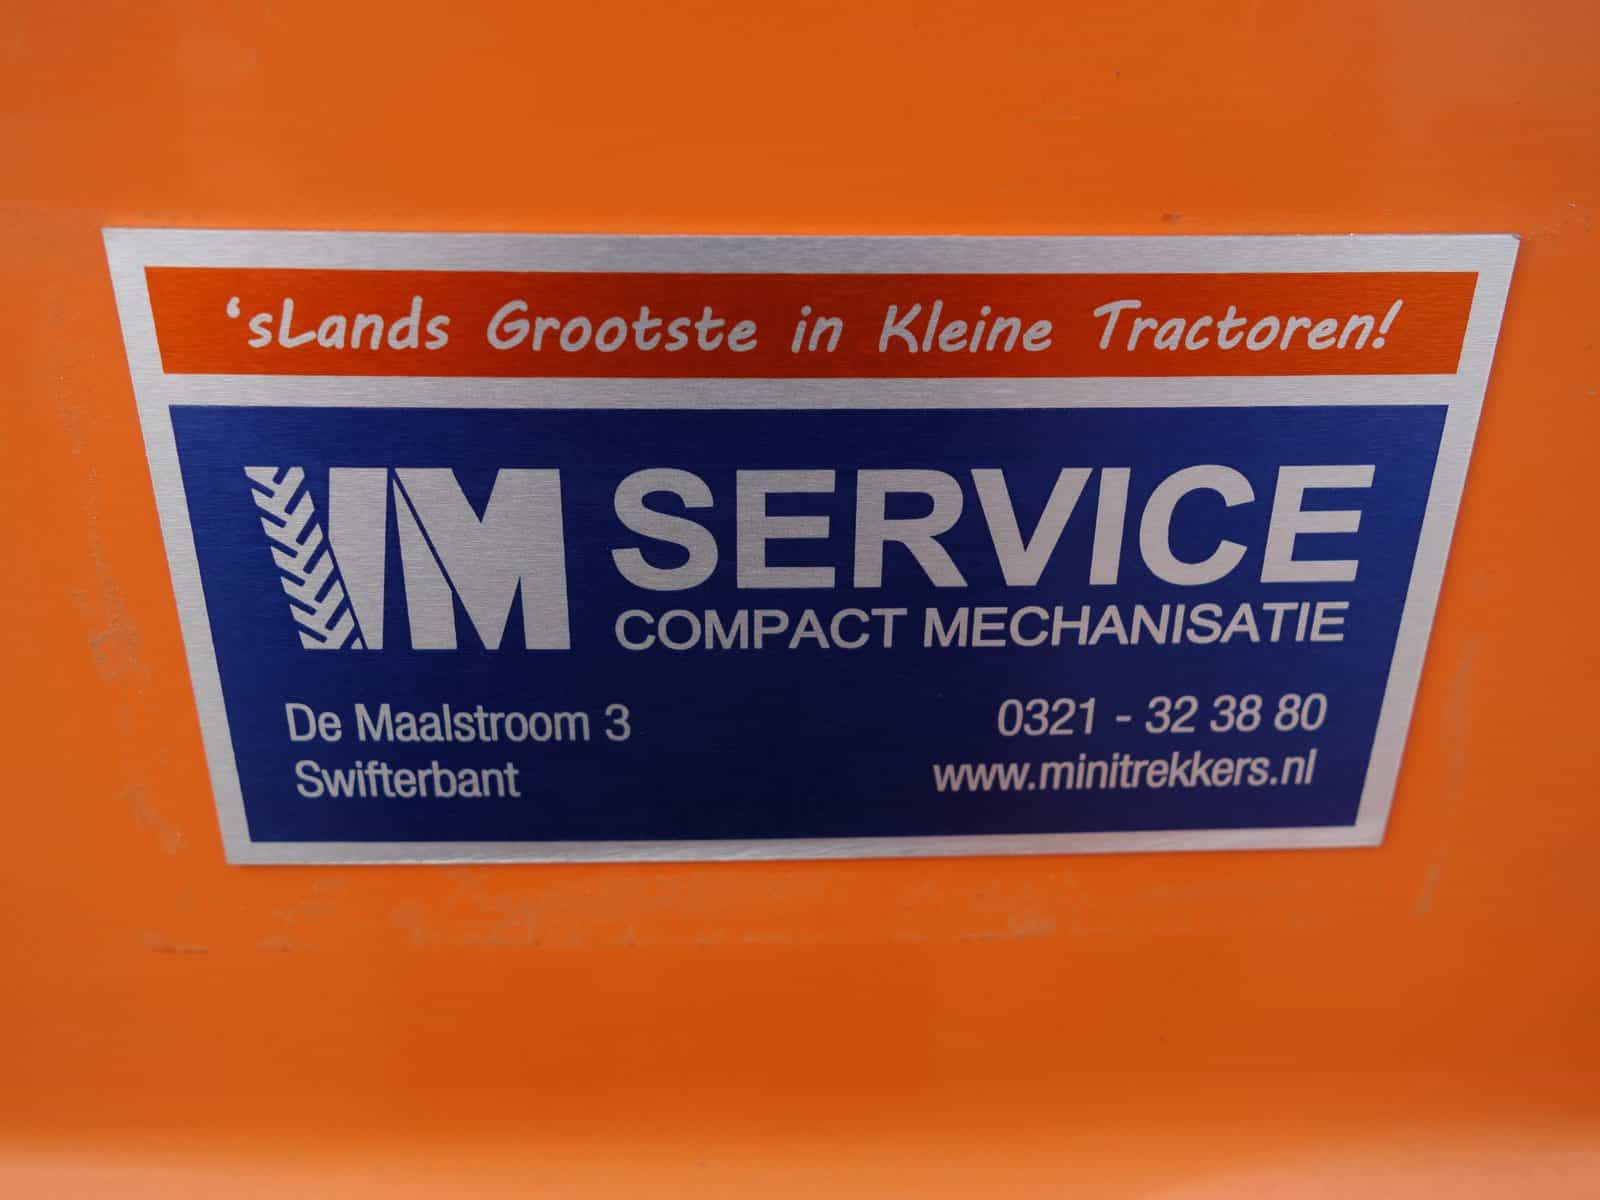 ‘sLands Grootste in Kleine Tractoren!
IM SERVICE
COMPACT MECHANISATIE
De Maalstroom 3
Swifterbant
0321 - 32 38 80
www.minitrekkers.nl